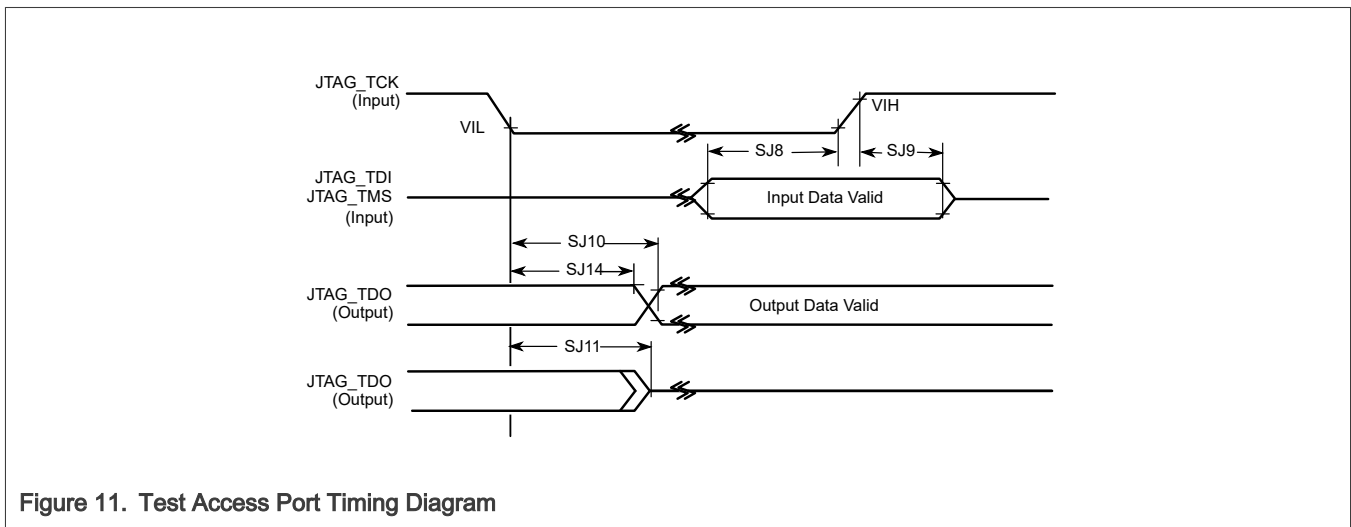 JTAG_TCK
(Input)
VIH
VIL
SJ8
SJ9
JTAG_TDI
JTAG_TMS
(Input)
Input Data Valid
SJ10
SJ14
JTAG_TDO
(Output)
Output Data Valid
SJ11
JTAG_TDO
(Output)
Figure 11. Test Access Port Timing Diagram